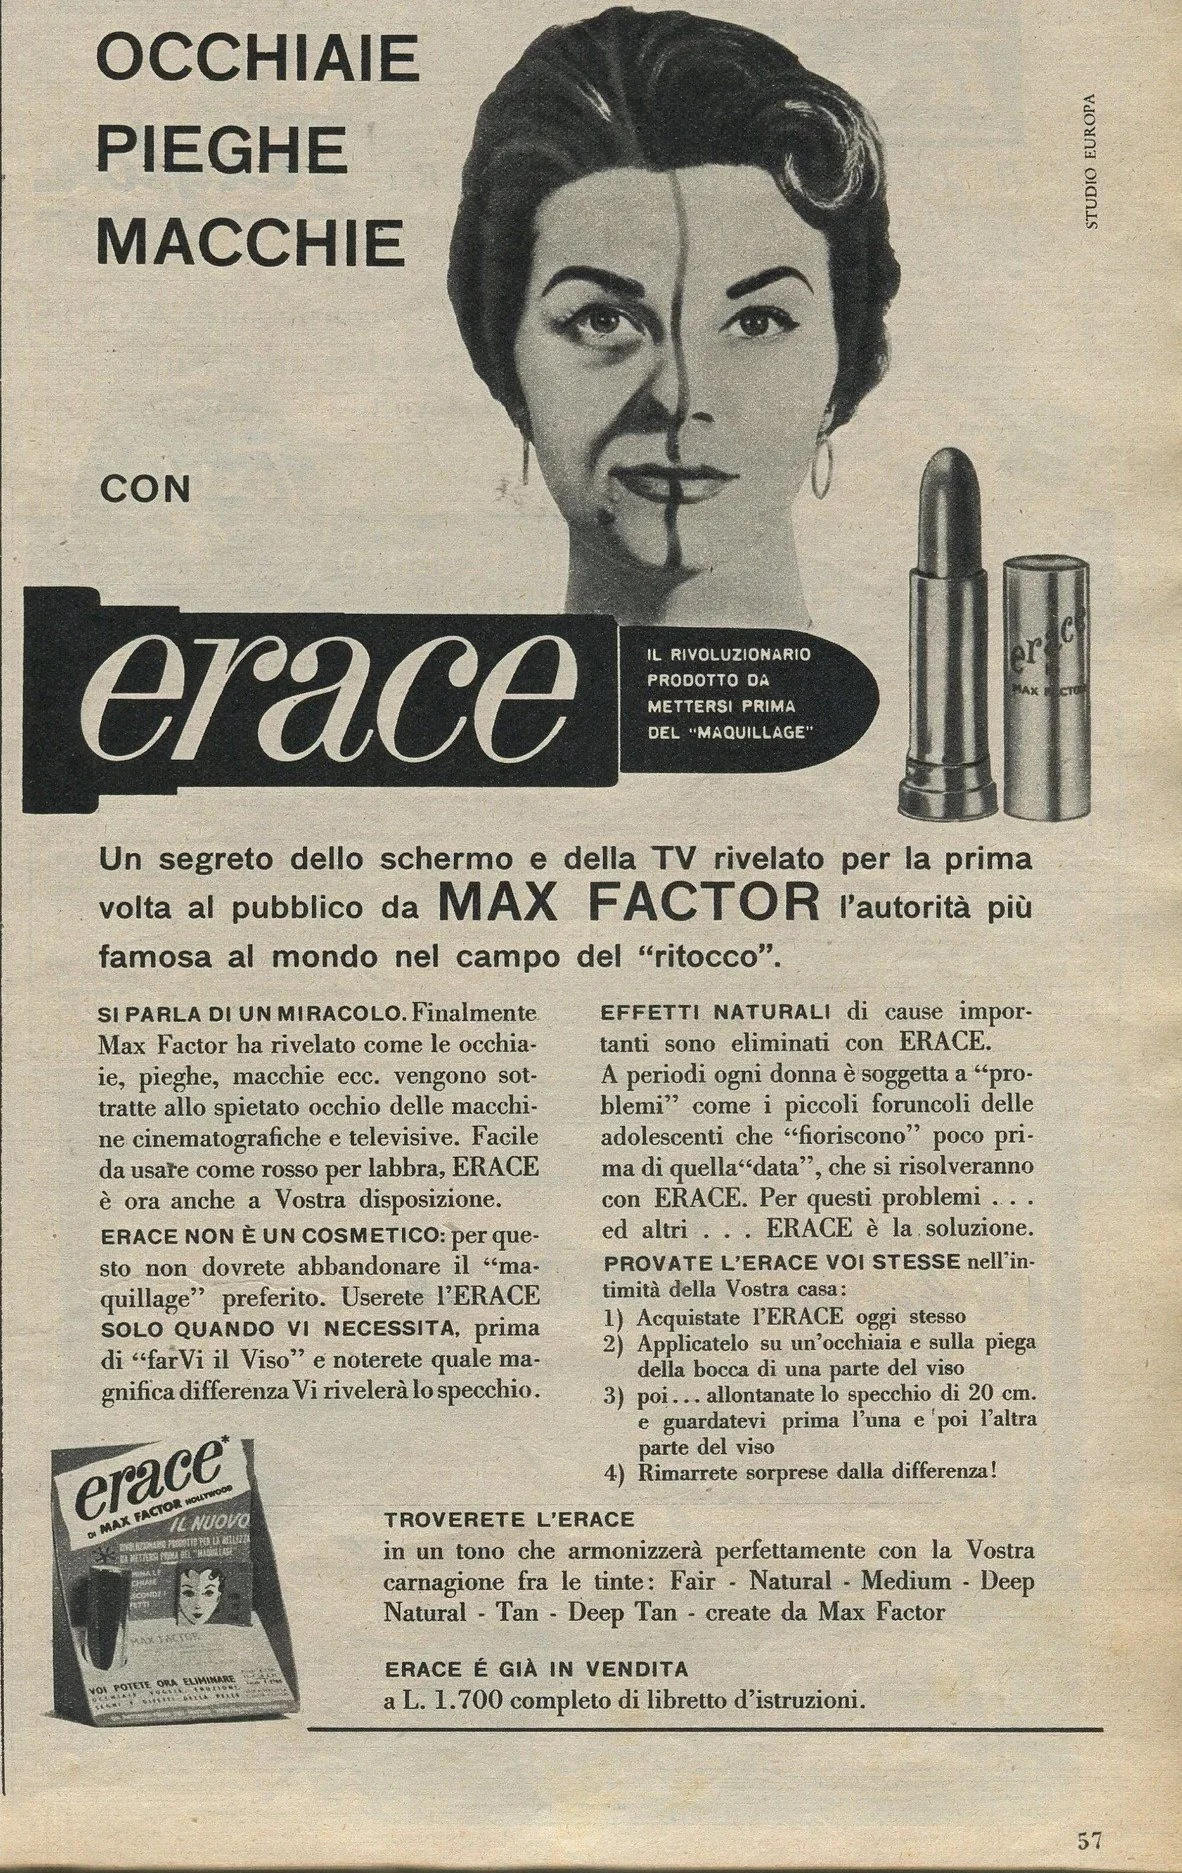 OCCHIAIE
PIEGHE
MACCHIE
STUDIO EUROPA
CON
erace
IL RIVOLUZIONARIO
PRODOTTO DA
METTERSI PRIMA
DEL "MAQUILLAGE"
erace
MAX FACTOR
Un segreto dello schermo e della TV rivelato per la prima
volta al pubblico da MAX FACTOR l'autorità più
famosa al mondo nel campo del "ritocco".
SI PARLA DI UN MIRACOLO. Finalmente
Max Factor ha rivelato come le occhia-
ie, pieghe, macchie ecc. vengono sot-
tratte allo spietato occhio delle macchi-
ne cinematografiche e televisive. Facile
da usare come rosso per labbra, ERACE
è ora anche a Vostra disposizione.
ERACE NON È UN COSMETICO: per que-
sto non dovrete abbandonare il "ma-
quillage" preferito. Userete l'ERACE
SOLO QUANDO VI NECESSITA, prima
di "farVi il Viso" e noterete quale ma-
gnifica differenza Vi rivelerà lo specchio.
EFFETTI NATURALI di cause impor-
tanti sono eliminati con ERACE.
A periodi ogni donna è soggetta a "pro-
blemi" come i piccoli foruncoli delle
adolescenti che "fioriscono" poco pri-
ma di quella "data", che si risolveranno
con ERACE. Per questi problemi . . .
ed altri . . . ERACE è la soluzione.
PROVATE L'ERACE VOI STESSE nell'in-
timità della Vostra casa:
1) Acquistate l'ERACE oggi stesso
2) Applicatelo su un'occhiaia e sulla piega
della bocca di una parte del viso
3) poi... allontanate lo specchio di 20 cm.
e guardatevi prima l'una e poi l'altra
parte del viso
4) Rimarrete sorprese dalla differenza!
erace*
DI MAX FACTOR HOLLYWOOD
IL NUOVO
RIVOLUZIONARIO PRODOTTO PER LA BELLEZZA
DA METTERSI PRIMA DEL "MAQUILLAGE"
MAX FACTOR
VOI POTETE ORA ELIMINARE
TROVERETE L'ERACE
in un tono che armonizzerà perfettamente con la Vostra
carnagione fra le tinte: Fair - Natural - Medium - Deep
Natural - Tan - Deep Tan - create da Max Factor
ERACE É GIÀ IN VENDITA
a L. 1.700 completo di libretto d'istruzioni.
57